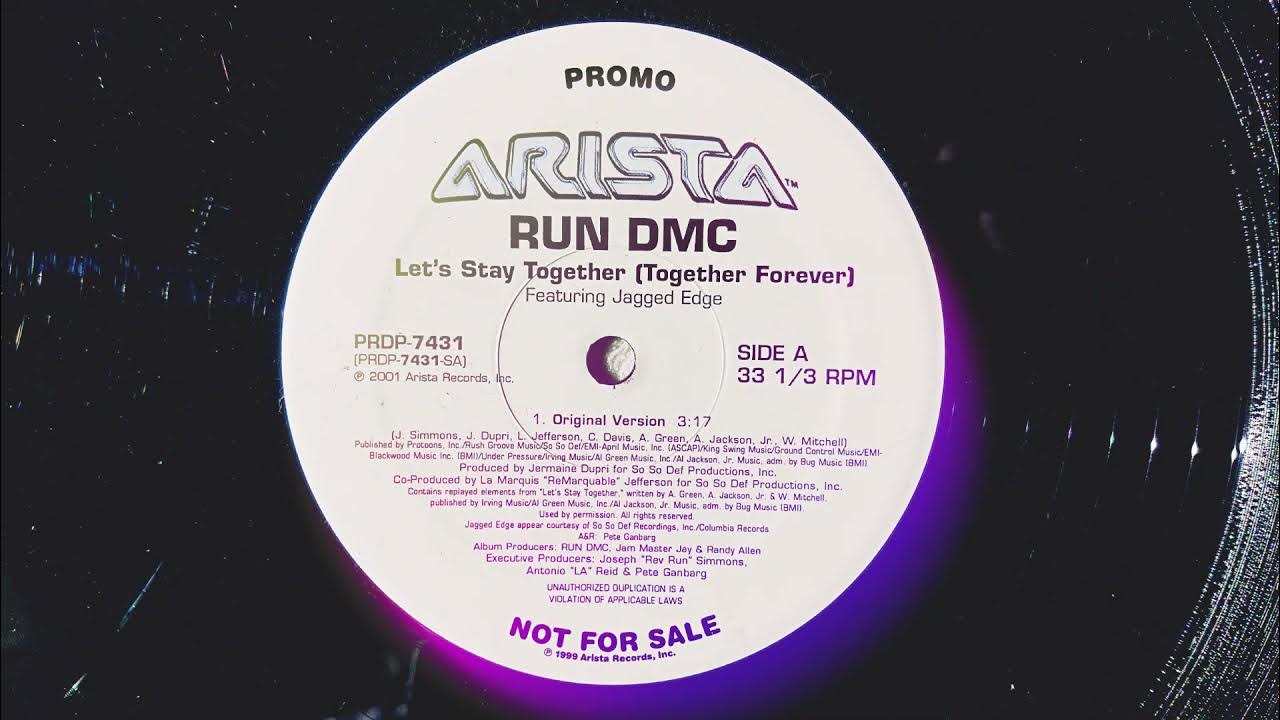 PROMO
ARISTA™
RUN DMC
Let's Stay Together (Together Forever)
Featuring Jagged Edge
PRDP-7431
(PRDP-7431-SA)
℗ 2001 Arista Records, Inc.
SIDE A
33 1/3 RPM
1. Original Version 3:17
(J. Simmons, J. Dupri, L. Jefferson, C. Davis, A. Green, A. Jackson, Jr., W. Mitchell)
Published by Protoons, Inc./Rush Groove Music/So So Def/EMI-April Music, Inc. (ASCAP)/King Swing Music/Ground Control Music/EMI-
Blackwood Music Inc. (BMI)/Under Pressure/Irving Music/Al Green Music, Inc./Al Jackson, Jr. Music, adm. by Bug Music (BMI)
Produced by Jermaine Dupri for So So Def Productions, Inc.
Co-Produced by La Marquis "ReMarquable" Jefferson for So So Def Productions, Inc.
Contains replayed elements from "Let's Stay Together," written by A. Green, A. Jackson, Jr. & W. Mitchell,
published by Irving Music/Al Green Music, Inc./Al Jackson, Jr. Music, adm. by Bug Music (BMI).
Used by permission. All rights reserved.
Jagged Edge appear courtesy of So So Def Recordings, Inc./Columbia Records
A&R: Pete Ganbarg
Album Producers: RUN DMC, Jam Master Jay & Randy Allen
Executive Producers: Joseph "Rev Run" Simmons,
Antonio "LA" Reid & Pete Ganbarg
UNAUTHORIZED DUPLICATION IS A
VIOLATION OF APPLICABLE LAWS
NOT FOR SALE
℗ 1999 Arista Records, Inc.